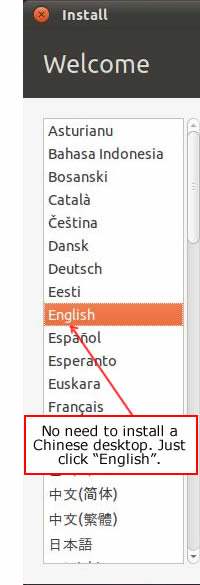 Install
Welcome
Asturianu
Bahasa Indonesia
Bosanski
Català
Čeština
Dansk
Deutsch
Eesti
English
Español
Esperanto
Euskara
Français
No need to install a
Chinese desktop. Just
click “English”.
中文(简体)
中文(繁體)
日本語